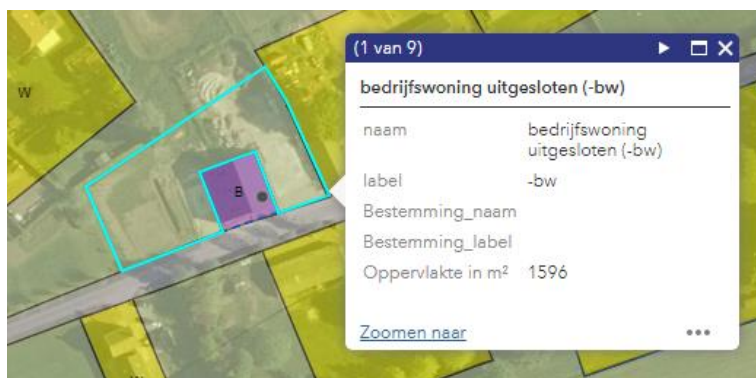 W
B
(1 van 9)
bedrijfswoning uitgesloten (-bw)
naam bedrijfswoning
uitgesloten (-bw)
label -bw
Bestemming_naam
Bestemming_label
Oppervlakte in m² 1596
Zoomen naar